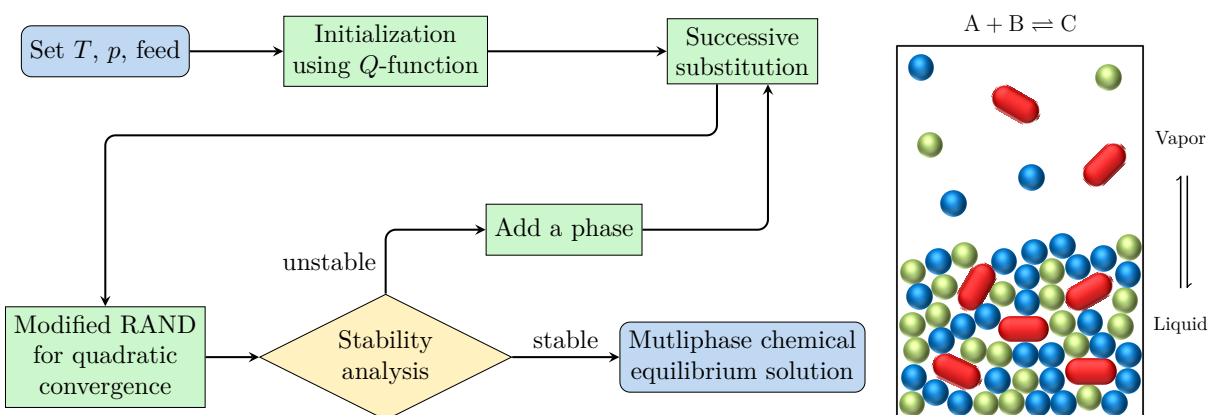 Set T, p, feed
Initialization
using Q-function
Successive
substitution
Add a phase
unstable
Modified RAND
for quadratic
convergence
Stability
analysis
stable
Mutliphase chemical
equilibrium solution
A + B ⇌ C
Vapor
Liquid